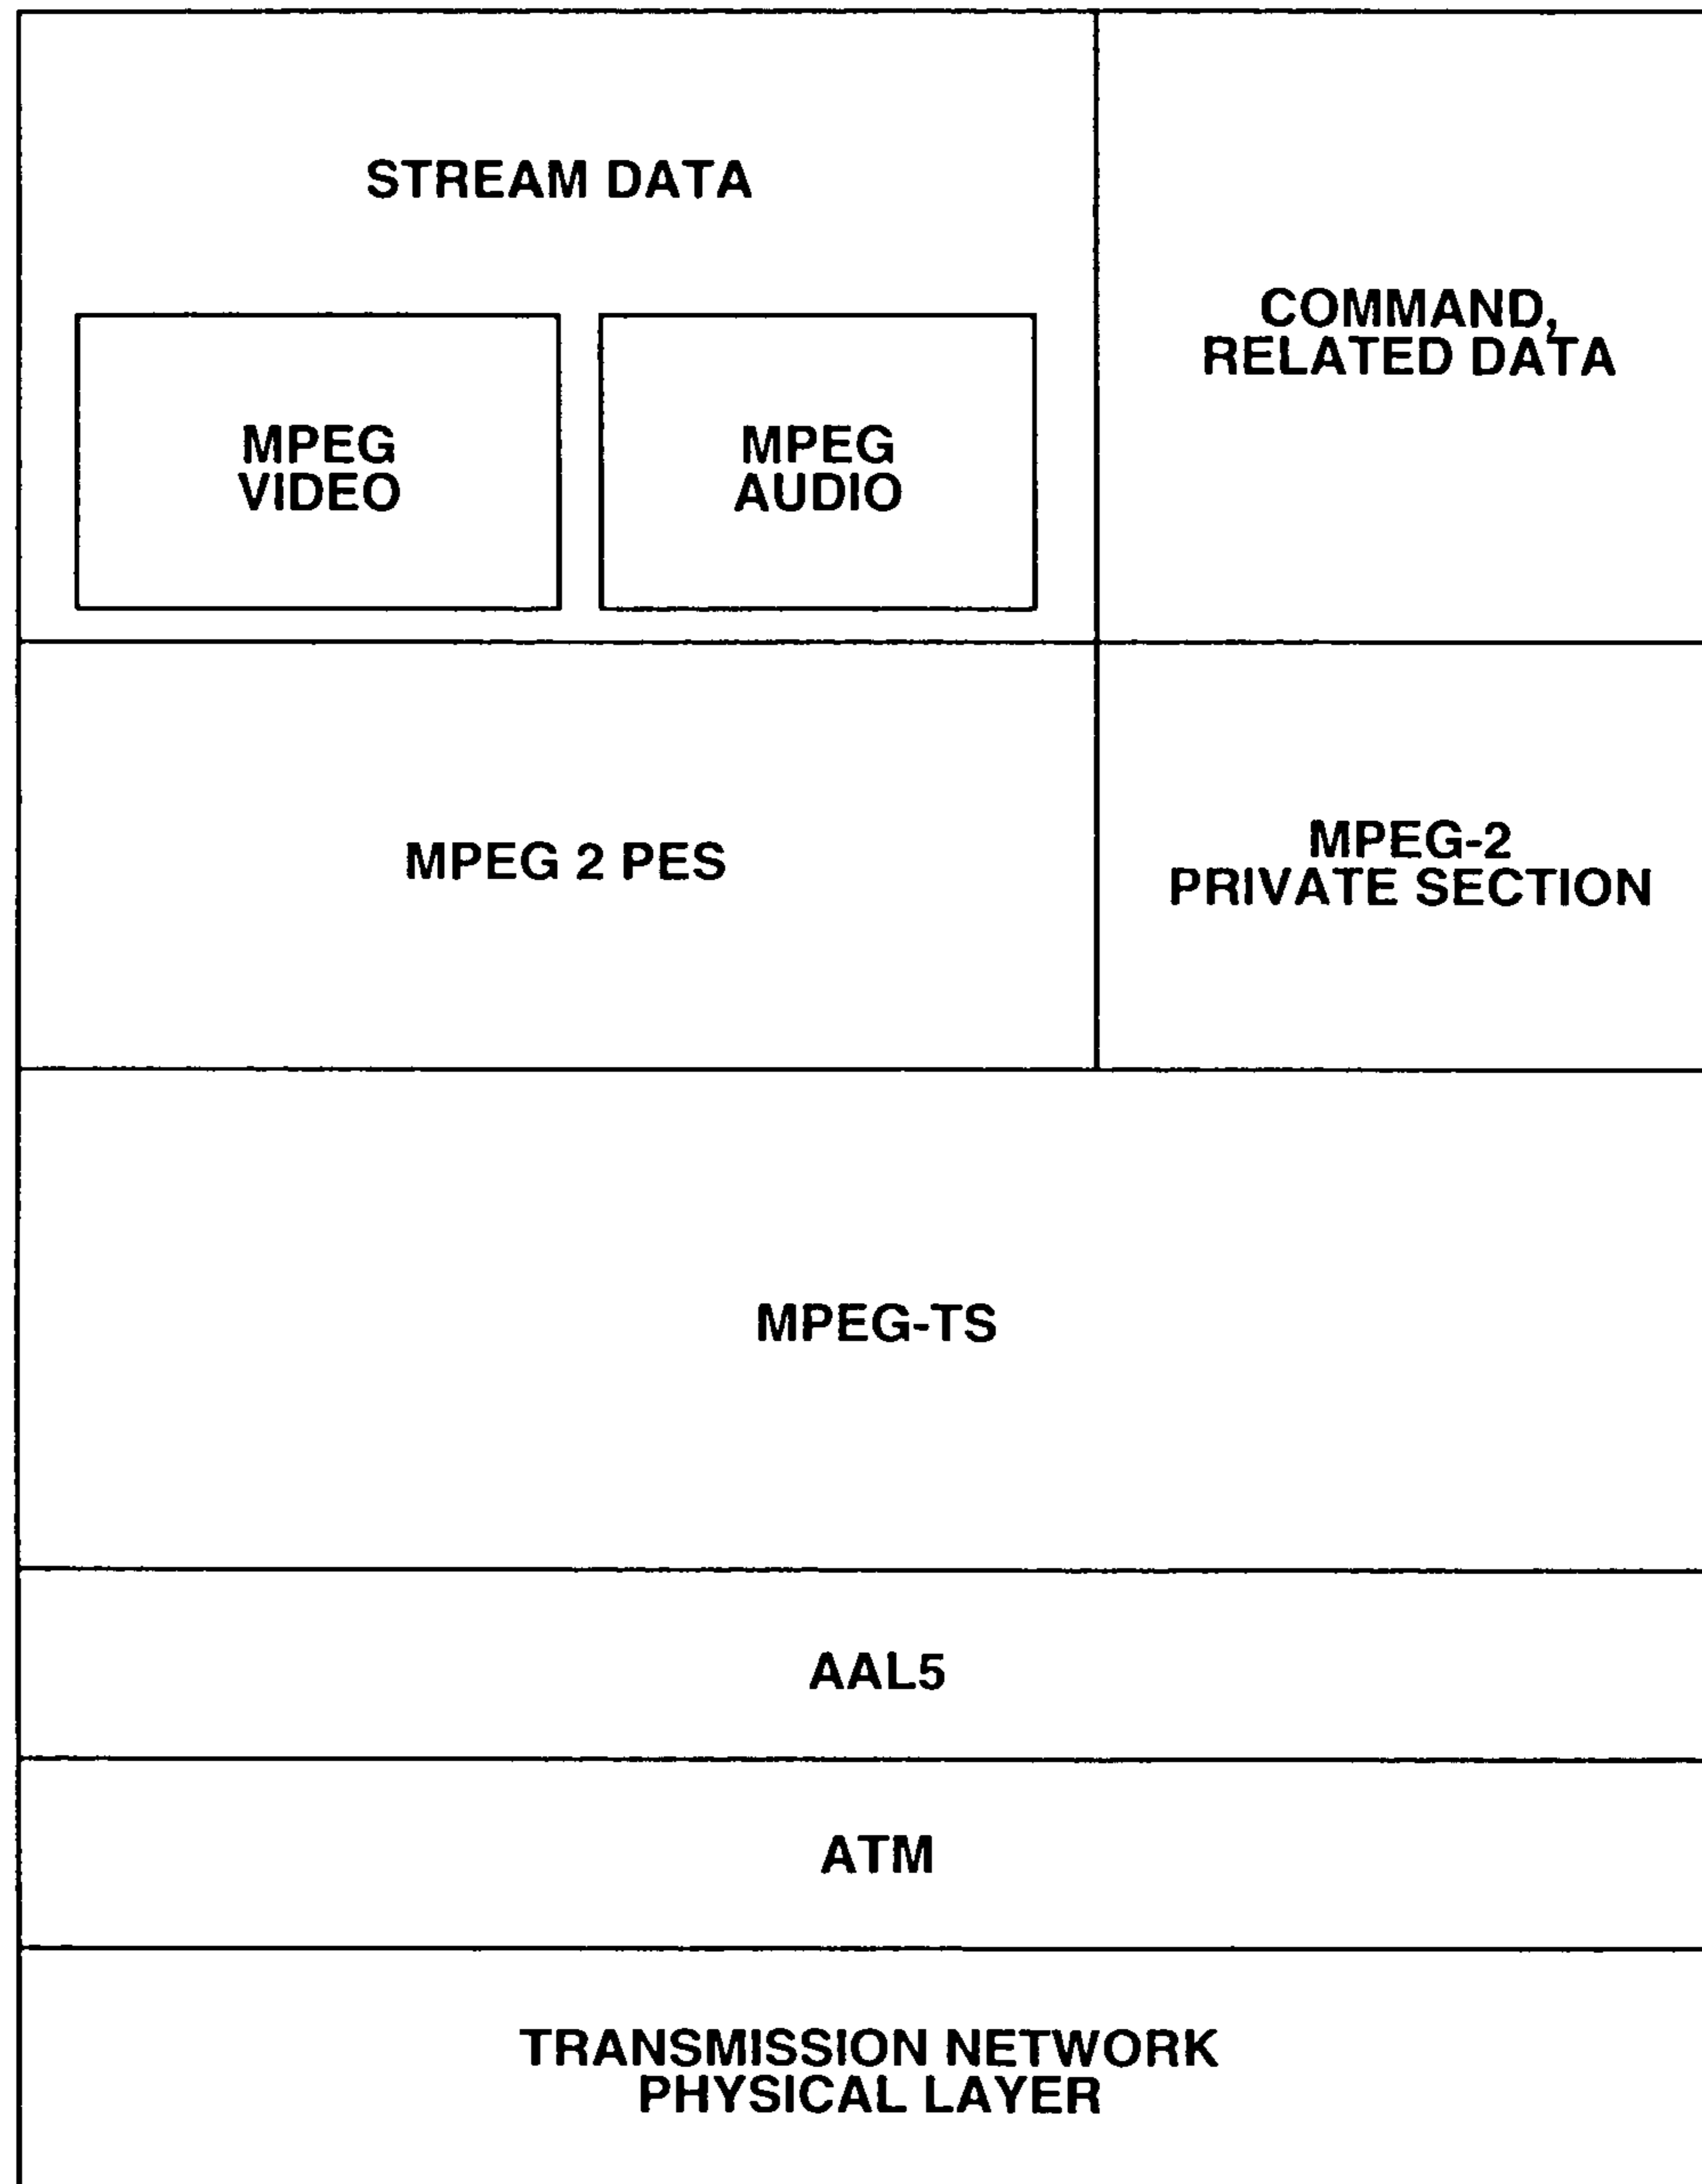 STREAM DATA
COMMAND,
RELATED DATA
MPEG
VIDEO
MPEG
AUDIO
MPEG 2 PES
MPEG-2
PRIVATE SECTION
MPEG-TS
AAL5
ATM
TRANSMISSION NETWORK
PHYSICAL LAYER